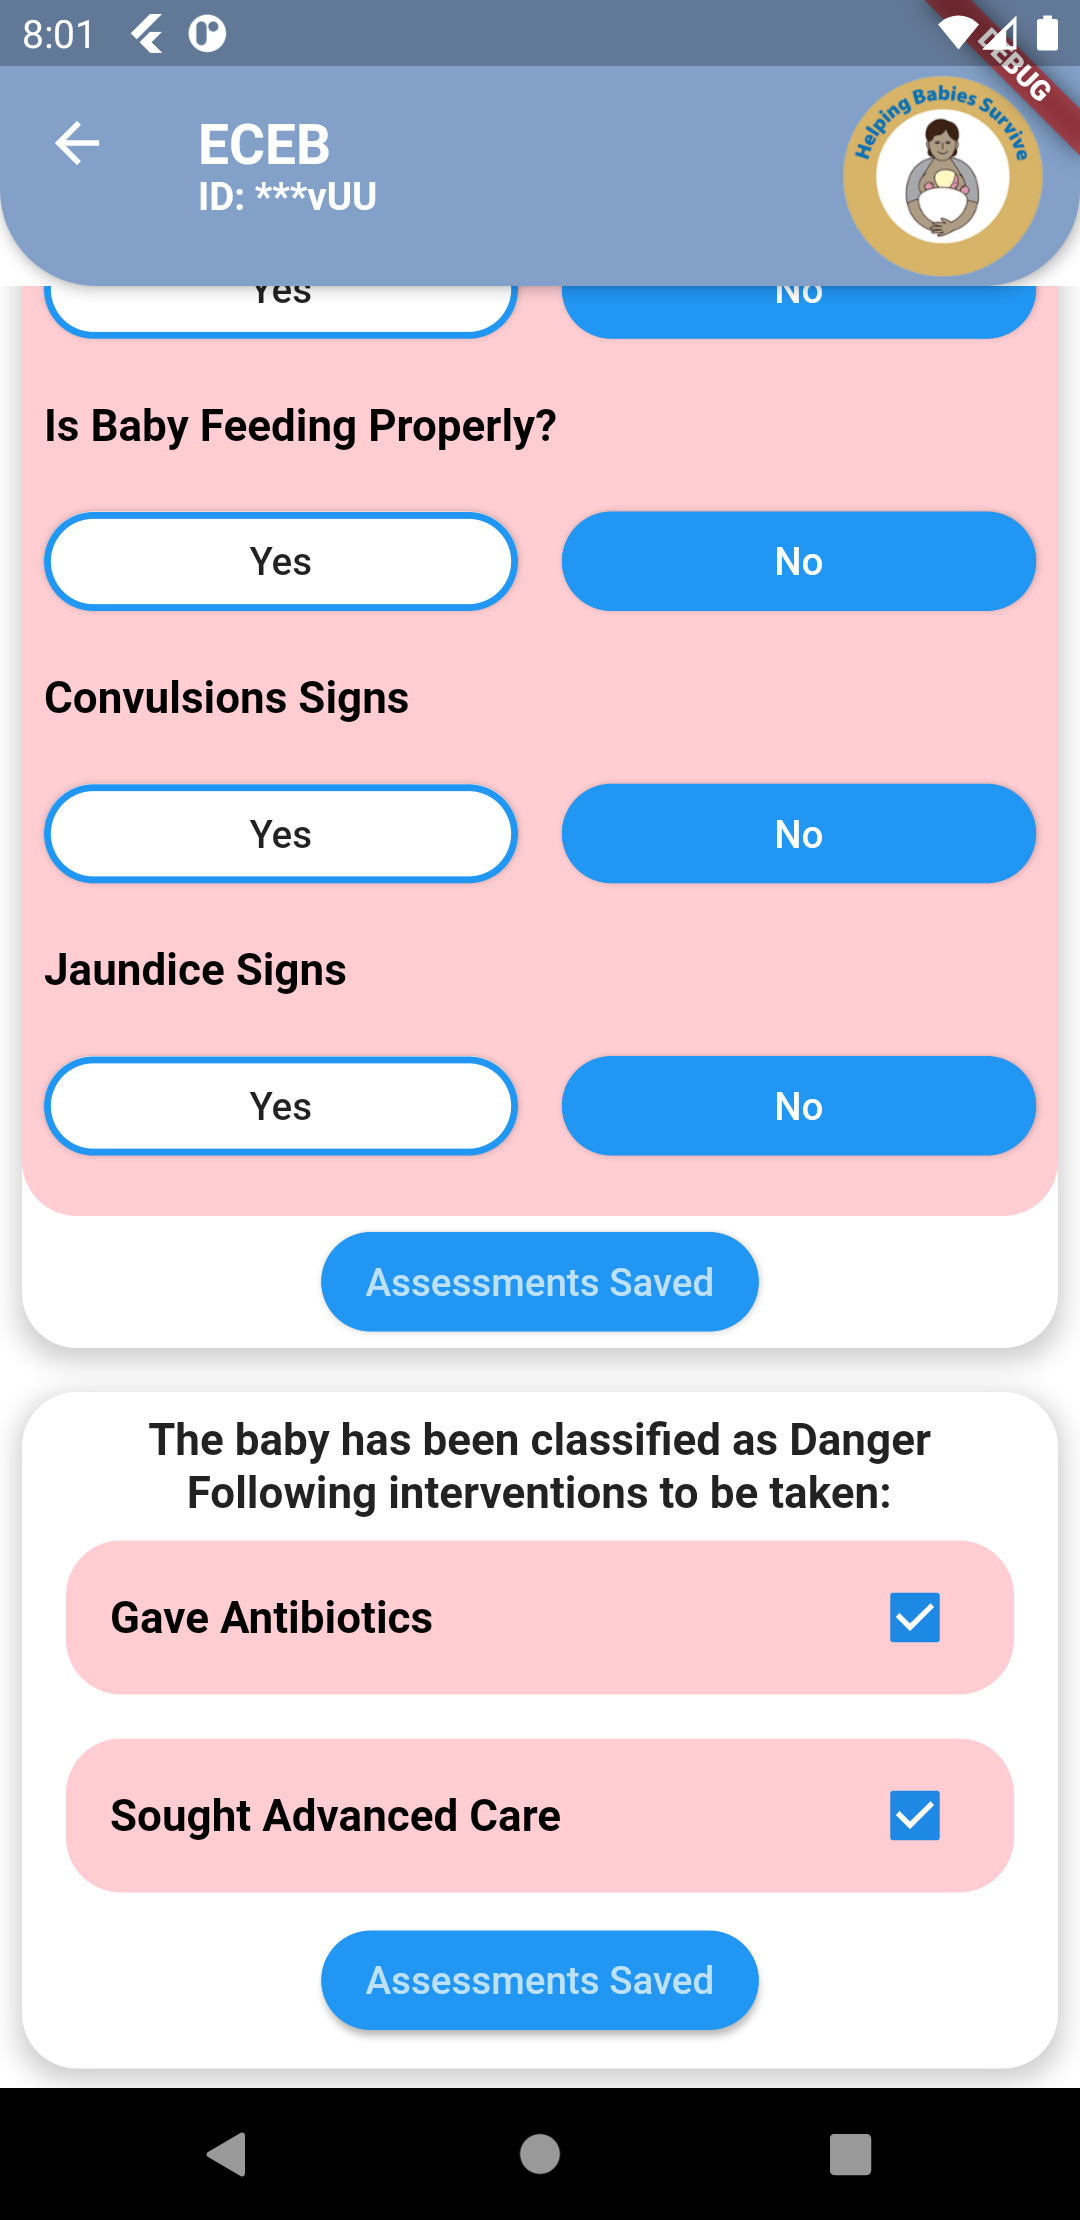 8:01
DEBUG
ECEB
ID: ***vUU
Helping Babies Survive
Yes No
Is Baby Feeding Properly?
Yes No
Convulsions Signs
Yes No
Jaundice Signs
Yes No
Assessments Saved
The baby has been classified as Danger
Following interventions to be taken:
Gave Antibiotics
Sought Advanced Care
Assessments Saved